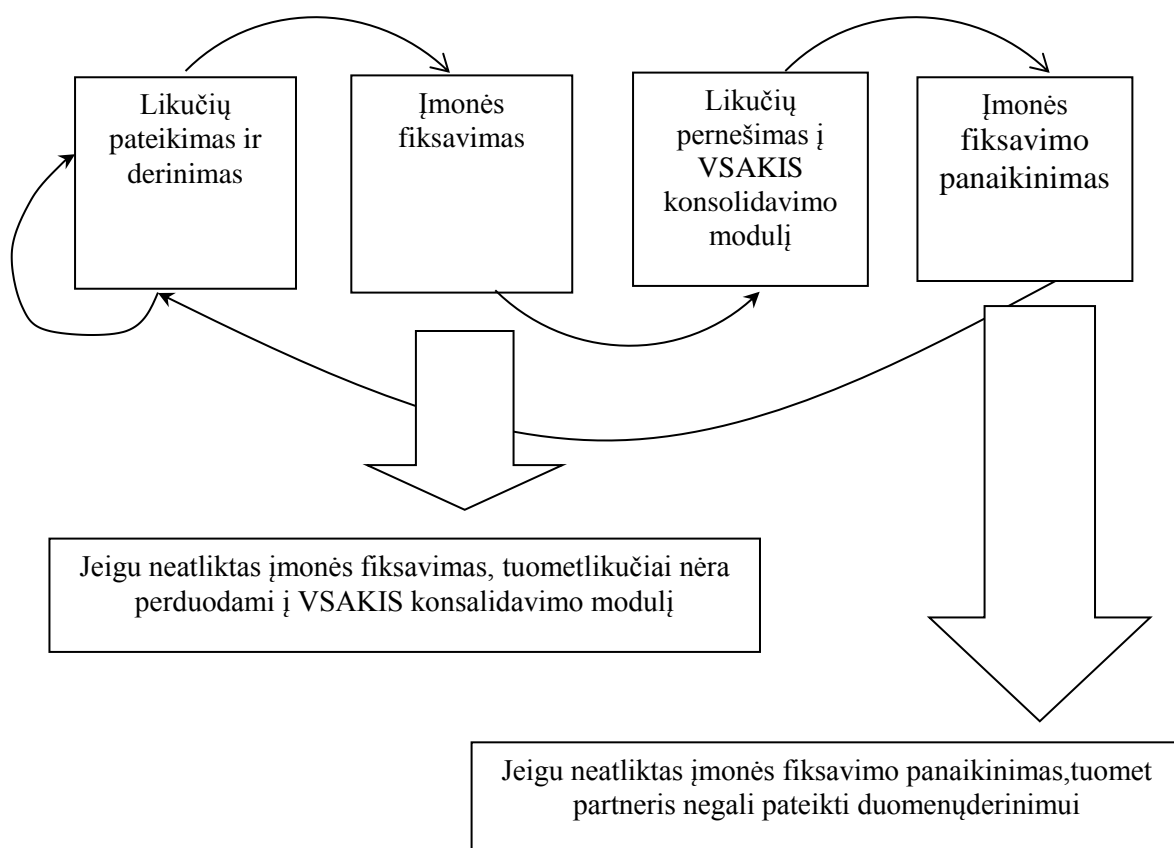 Likučių
pateikimas ir
derinimas
Įmonės
fiksavimas
Likučių
pernešimas į
VSAKIS
konsolidavimo
modulį
Įmonės
fiksavimo
panaikinimas
Jeigu neatliktas įmonės fiksavimas, tuometlikučiai nėra
perduodami į VSAKIS konsalidavimo modulį
Jeigu neatliktas įmonės fiksavimo panaikinimas,tuomet
partneris negali pateikti duomenųderinimui